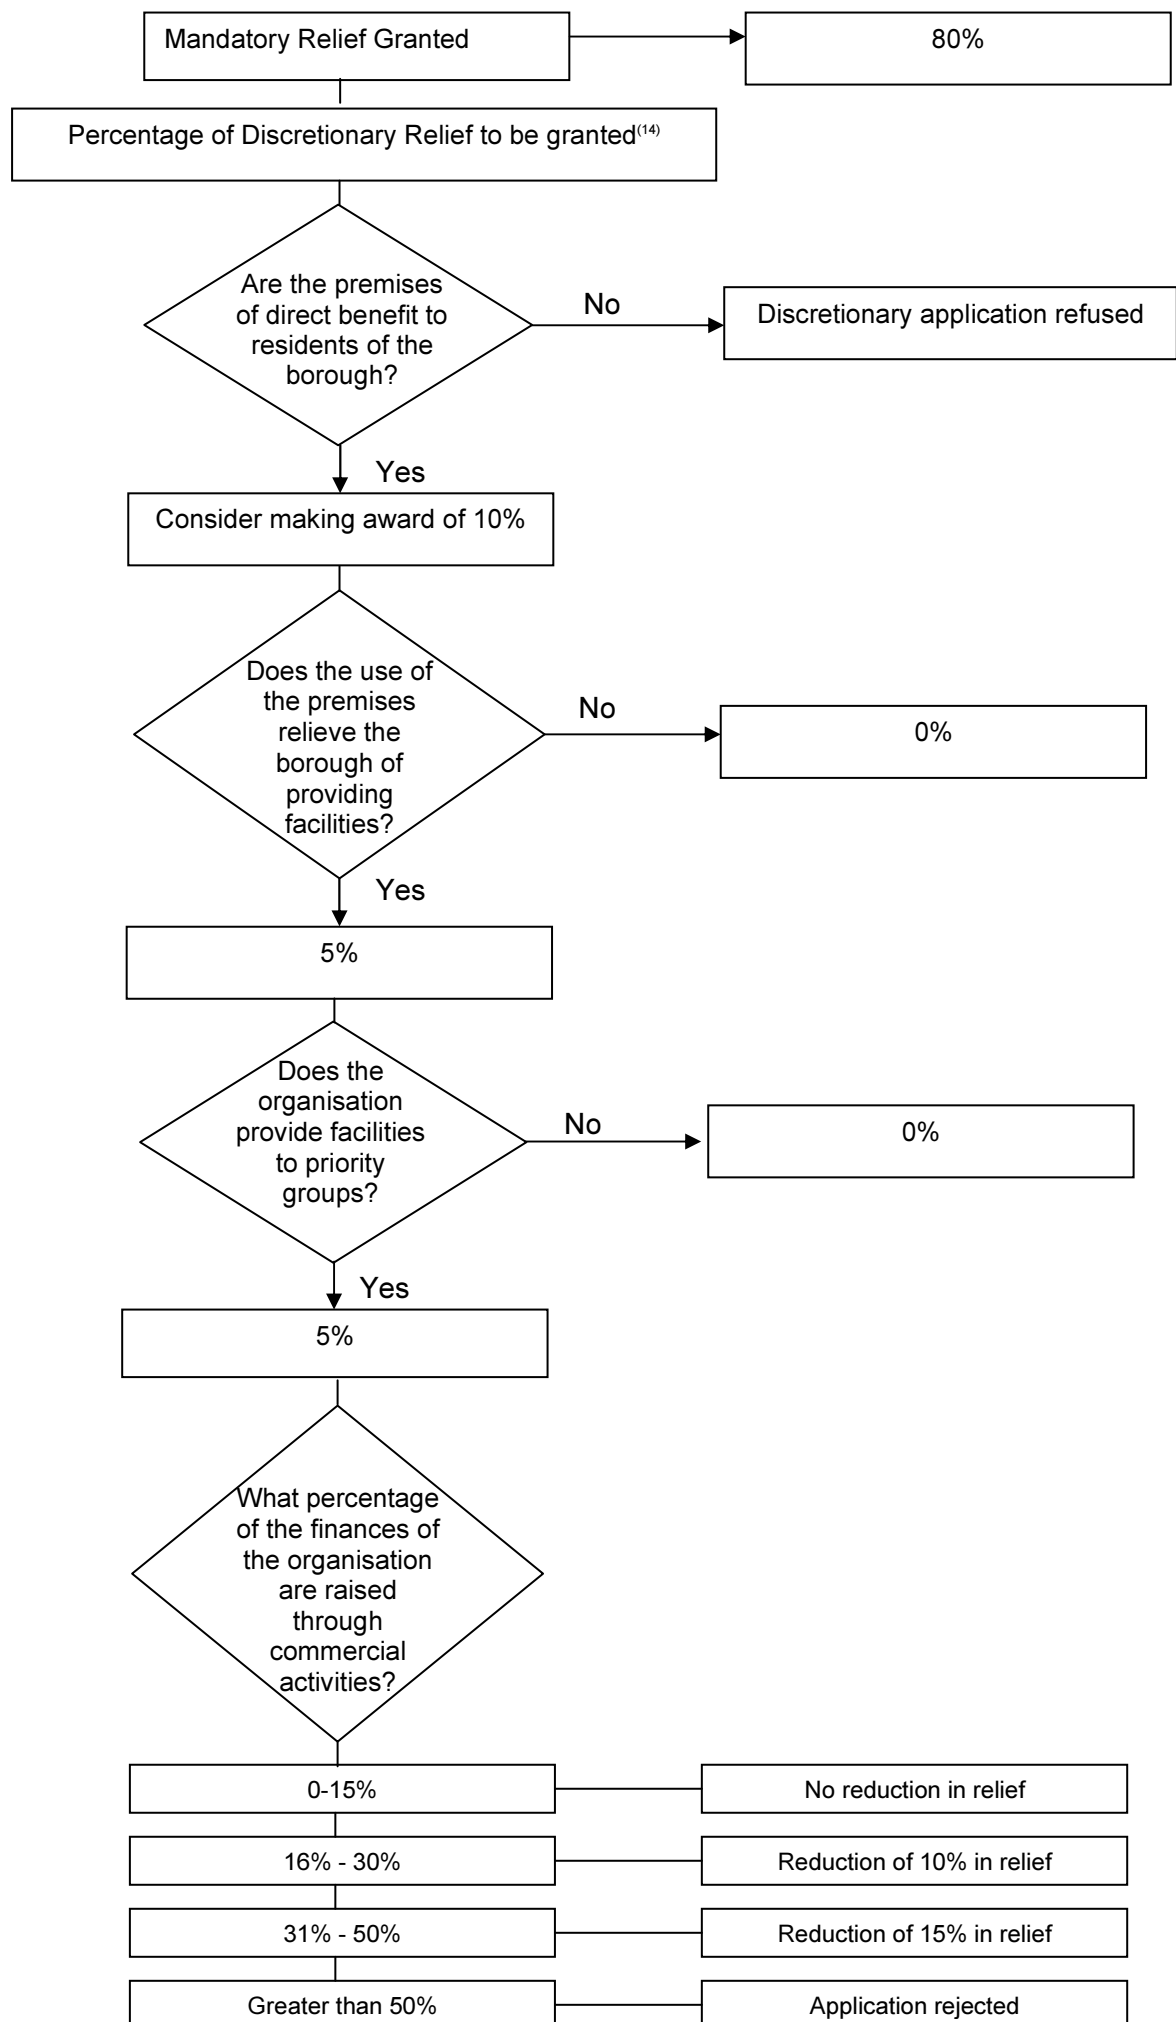 Mandatory Relief Granted
80%
Percentage of Discretionary Relief to be granted(14)
Are the premises
of direct benefit to
residents of the
borough?
No
Discretionary application refused
Yes
Consider making award of 10%
Does the use of
the premises
relieve the
borough of
providing
facilities?
No
0%
Yes
5%
Does the
organisation
provide facilities
to priority
groups?
No
0%
Yes
5%
What percentage
of the finances of
the organisation
are raised
through
commercial
activities?
0-15%
No reduction in relief
16% - 30%
Reduction of 10% in relief
31% - 50%
Reduction of 15% in relief
Greater than 50%
Application rejected